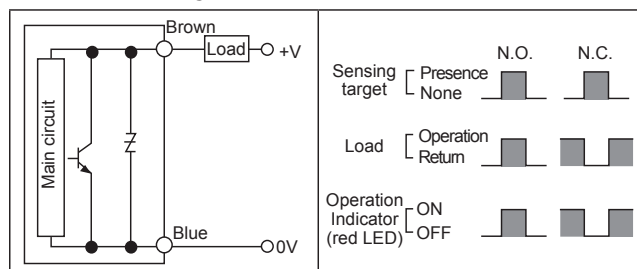 Brown
Load
+V
Main circuit
Blue
0V
N.O.
N.C.
Sensing
target
Presence
None
Load
Operation
Return
Operation
Indicator
(red LED)
ON
OFF